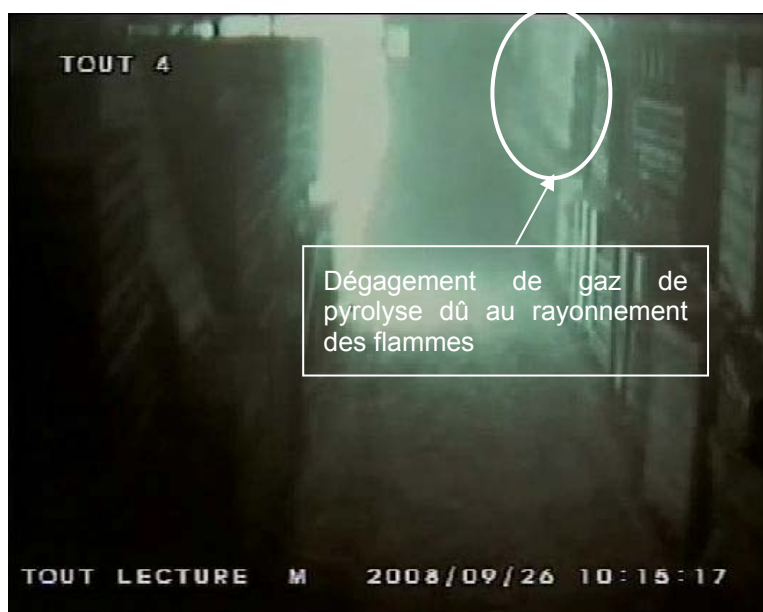 TOUT 4
Dégagement de gaz de
pyrolyse dû au rayonnement
des flammes
TOUT LECTURE M 2008/09/26 10:15:17